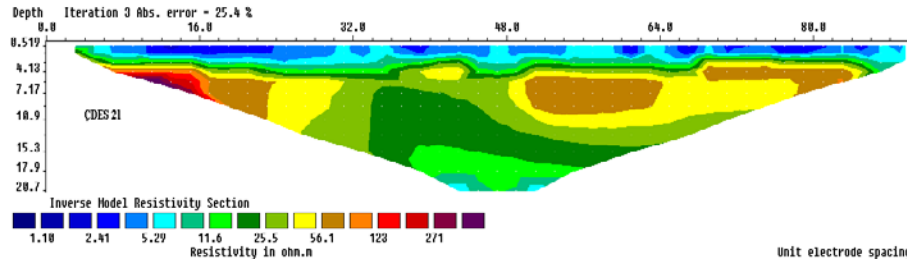 Depth Iteration 3 Abs. error = 25.4 %
0.0 16.0 32.0 48.0 64.0 80.0
0.519
4.13
7.17
10.9
ÇDES 21
15.3
17.9
20.7
Inverse Model Resistivity Section
1.10 2.41 5.29 11.6 25.5 56.1 123 271
Resistivity in ohm.m Unit electrode spacing